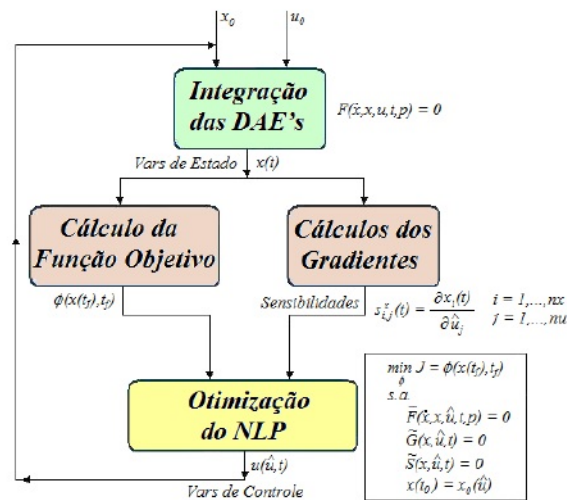 x₀ u₀
Integração
das DAE's
F(ẋ,x,u,t,p) = 0
Vars de Estado x(t)
Cálculo da
Função Objetivo
Cálculos dos
Gradientes
ϕ(x(t_f),t_f)
Sensibilidades
s^x_{i,j}(t) = ∂x_i(t) / ∂û_j
i = 1,...,nx
j = 1,...,nu
Otimização
do NLP
min J = ϕ(x(t_f),t_f)
ϕ
s.a.
F̄(ẋ,x,û,t,p) = 0
G̃(x,û,t) = 0
S̃(x,û,t) = 0
x(t₀) = x₀(û)
u(û,t)
Vars de Controle